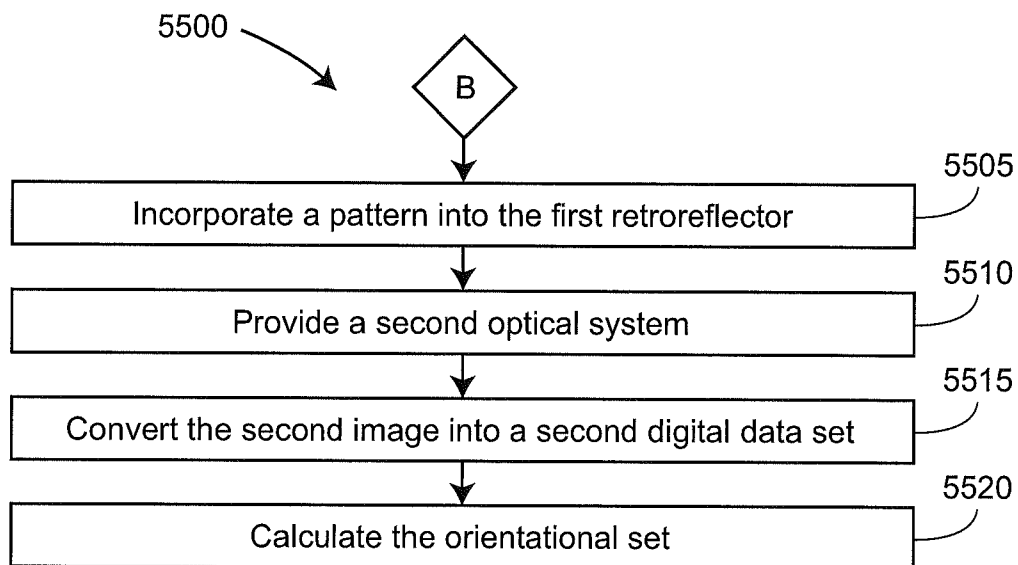 5500
B
5505
Incorporate a pattern into the first retroreflector
5510
Provide a second optical system
5515
Convert the second image into a second digital data set
5520
Calculate the orientational set